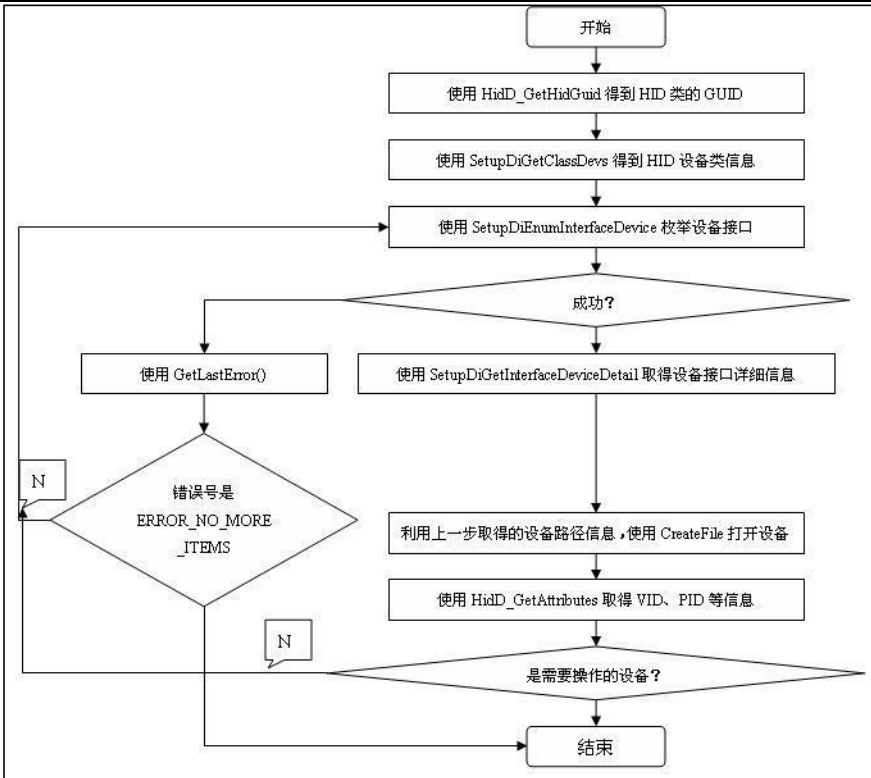 开始
使用 HidD_GetHidGuid 得到 HID 类的 GUID
使用 SetupDiGetClassDevs 得到 HID 设备类信息
使用 SetupDiEnumInterfaceDevice 枚举设备接口
成功？
使用 GetLastError()
使用 SetupDiGetInterfaceDeviceDetail 取得设备接口详细信息
N
错误号是
ERROR_NO_MORE
_ITEMS
利用上一步取得的设备路径信息，使用 CreateFile 打开设备
使用 HidD_GetAttributes 取得 VID、PID 等信息
N
是需要操作的设备？
结束